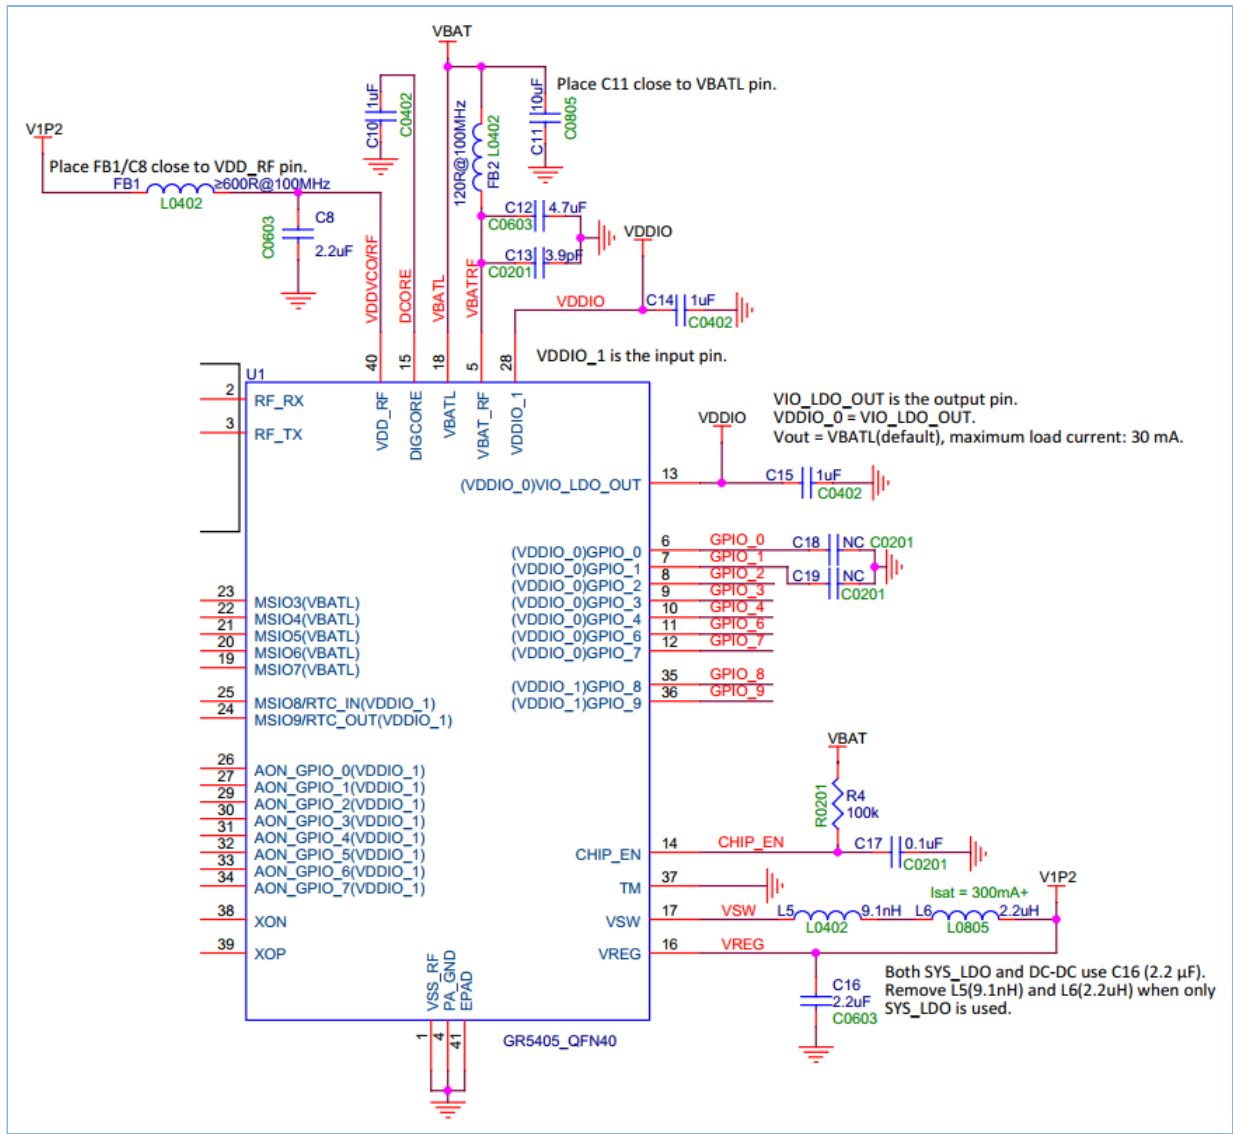 VBAT
Place C11 close to VBATL pin.
C10 1uF
C0402
120R@100MHz
FB2 L0402
C11 10uF
C0805
V1P2
Place FB1/C8 close to VDD_RF pin.
FB1 ≥600R@100MHz
L0402
C0603
C8
2.2uF
C12 4.7uF
C0603
C13 3.9pF
C0201
VDDIO
VDDVCO/RF
DCORE
VBATL
VBATRF
VDDIO
C14 1uF
C0402
VDDIO_1 is the input pin.
40
15
18
5
28
U1
VDD_RF
DIGCORE
VBATL
VBAT_RF
VDDIO_1
2 RF_RX
3 RF_TX
VIO_LDO_OUT is the output pin.
VDDIO_0 = VIO_LDO_OUT.
Vout = VBATL(default), maximum load current: 30 mA.
VDDIO
(VDDIO_0)VIO_LDO_OUT 13
C15 1uF
C0402
(VDDIO_0)GPIO_0 6 GPIO_0
(VDDIO_0)GPIO_1 7 GPIO_1
(VDDIO_0)GPIO_2 8 GPIO_2
(VDDIO_0)GPIO_3 9 GPIO_3
(VDDIO_0)GPIO_4 10 GPIO_4
(VDDIO_0)GPIO_6 11 GPIO_6
(VDDIO_0)GPIO_7 12 GPIO_7
(VDDIO_1)GPIO_8 35 GPIO_8
(VDDIO_1)GPIO_9 36 GPIO_9
C18 NC C0201
C19 NC
C0201
23 MSIO3(VBATL)
22 MSIO4(VBATL)
21 MSIO5(VBATL)
20 MSIO6(VBATL)
19 MSIO7(VBATL)
25 MSIO8/RTC_IN(VDDIO_1)
24 MSIO9/RTC_OUT(VDDIO_1)
26 AON_GPIO_0(VDDIO_1)
27 AON_GPIO_1(VDDIO_1)
29 AON_GPIO_2(VDDIO_1)
30 AON_GPIO_3(VDDIO_1)
31 AON_GPIO_4(VDDIO_1)
32 AON_GPIO_5(VDDIO_1)
33 AON_GPIO_6(VDDIO_1)
34 AON_GPIO_7(VDDIO_1)
38 XON
39 XOP
VBAT
R0201
R4
100k
CHIP_EN 14 CHIP_EN
C17 0.1uF
C0201
TM 37
Isat = 300mA+
V1P2
VSW 17 VSW
L5 9.1nH
L0402
L6 2.2uH
L0805
VREG 16 VREG
C16
2.2uF
C0603
Both SYS_LDO and DC-DC use C16 (2.2 µF).
Remove L5(9.1nH) and L6(2.2uH) when only
SYS_LDO is used.
VSS_RF
PA_GND
EPAD
1
4
41
GR5405_QFN40